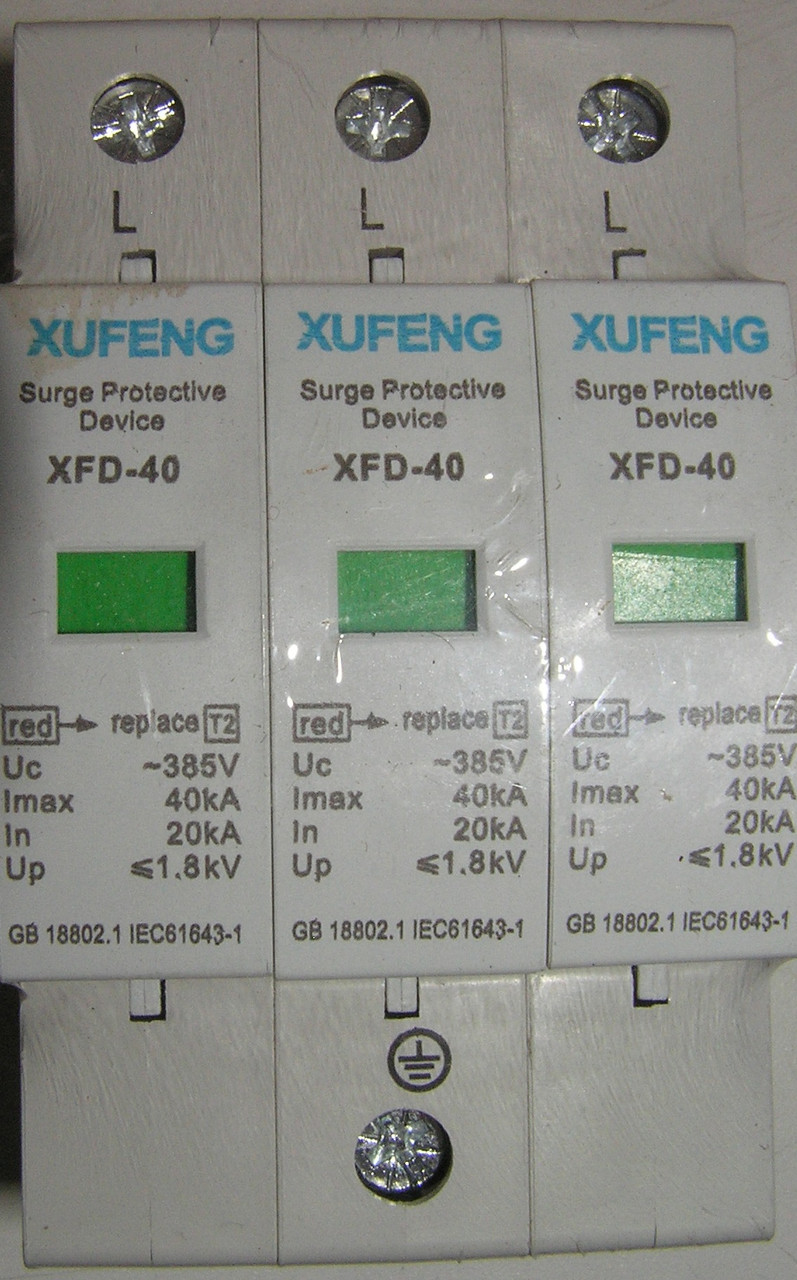 L L L
XUFENG
Surge Protective
Device
XFD-40
red replace T2
Uc ~385V
Imax 40kA
In 20kA
Up ≤1.8kV
GB 18802.1 IEC61643-1
XUFENG
Surge Protective
Device
XFD-40
red replace T2
Uc ~385V
Imax 40kA
In 20kA
Up ≤1.8kV
GB 18802.1 IEC61643-1
XUFENG
Surge Protective
Device
XFD-40
red replace T2
Uc ~385V
Imax 40kA
In 20kA
Up ≤1.8kV
GB 18802.1 IEC61643-1